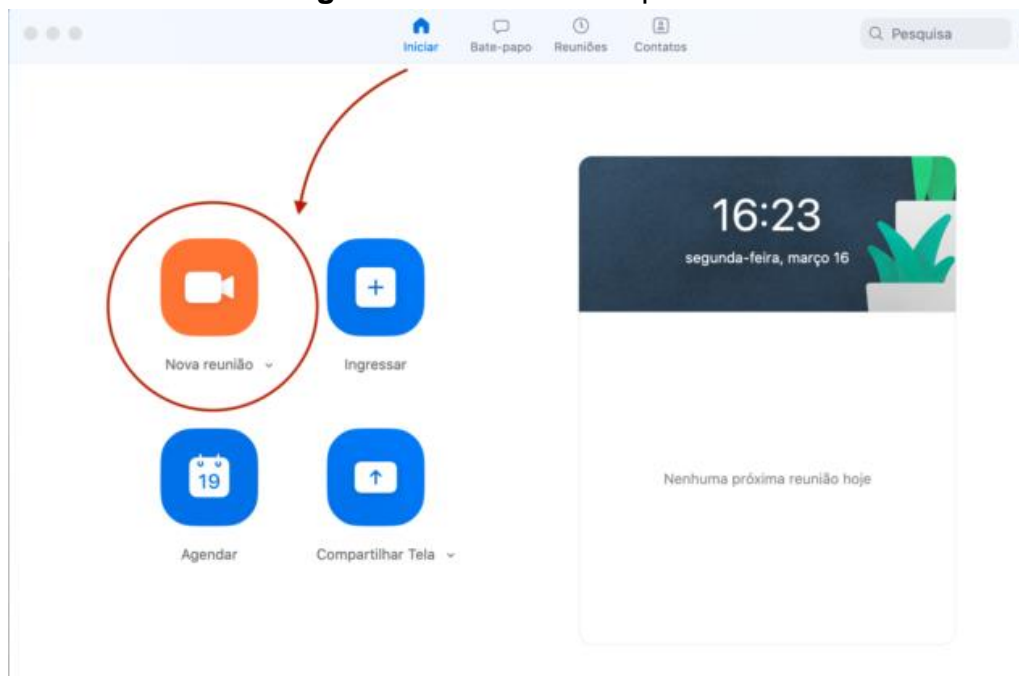 Iniciar
Bate-papo
Reuniões
Contatos
Pesquisa
16:23
segunda-feira, março 16
Nova reunião
Ingressar
19
Agendar
Compartilhar Tela
Nenhuma próxima reunião hoje